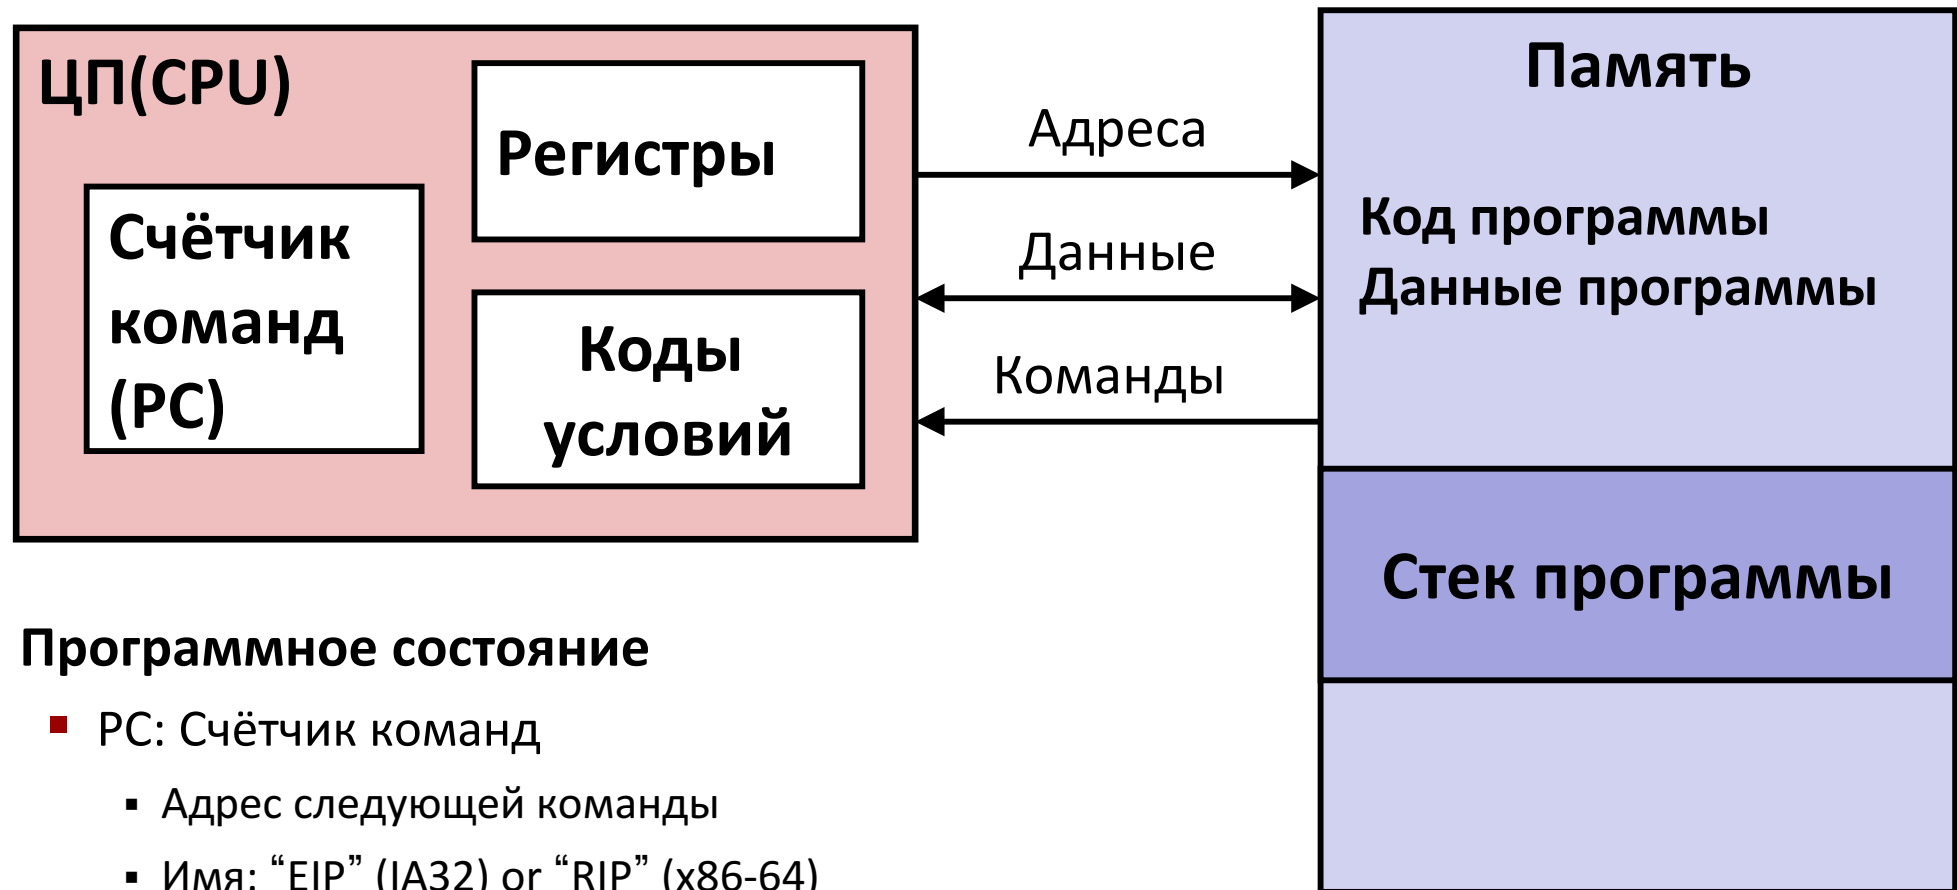 ЦП(CPU)
Регистры
Счётчик
команд
(PC)
Коды
условий
Адреса
Данные
Команды
Память
Код программы
Данные программы
Стек программы
Программное состояние
▪ PC: Счётчик команд
▪ Адрес следующей команды
▪ Имя: “EIP” (IA32) or “RIP” (x86-64)